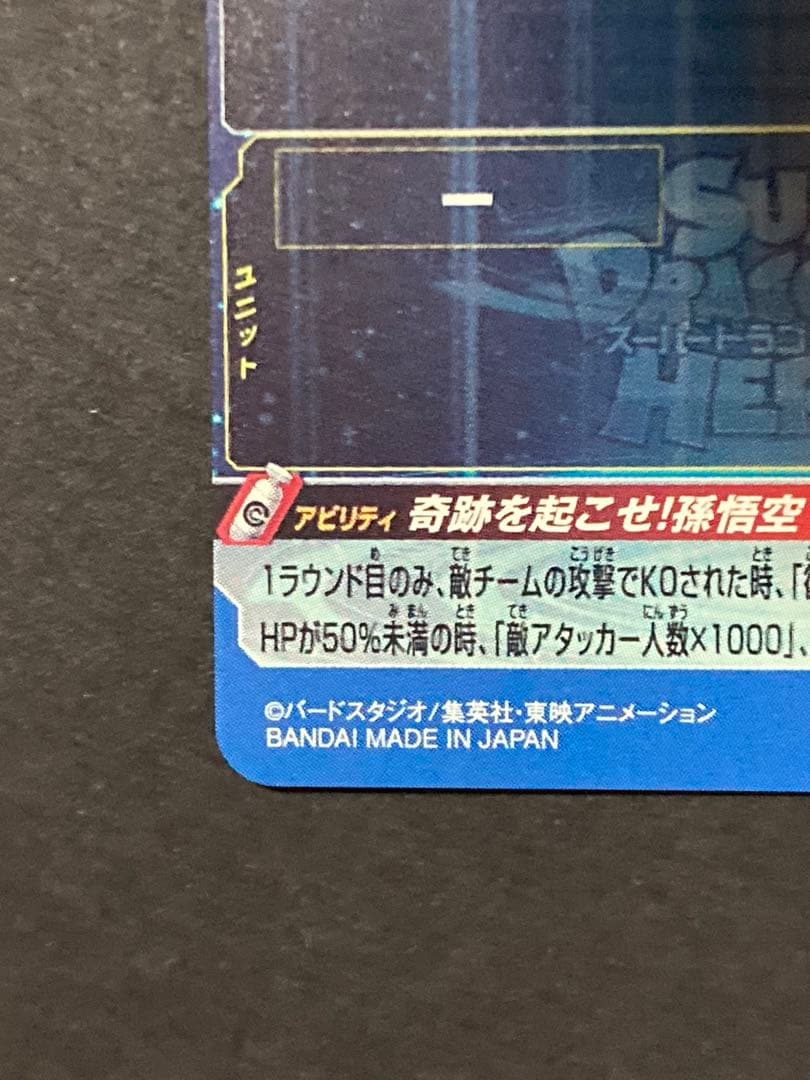 ー
SU
DRAGO
スーパードラゴ
HE
ユニット
アビリティ 奇跡を起こせ!孫悟空
1ラウンド目のみ、敵チームの攻撃でKOされた時、「
HPが50%未満の時、「敵アタッカー人数×1000」、
©バードスタジオ/集英社・東映アニメーション
BANDAI MADE IN JAPAN